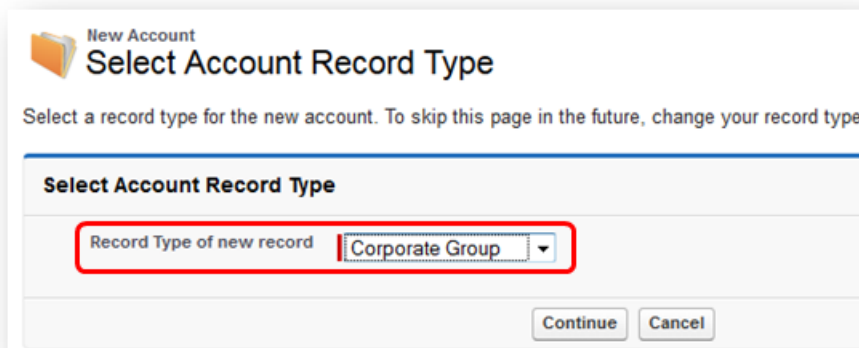 New Account
Select Account Record Type
Select a record type for the new account. To skip this page in the future, change your record type
Select Account Record Type
Record Type of new record Corporate Group
Continue Cancel